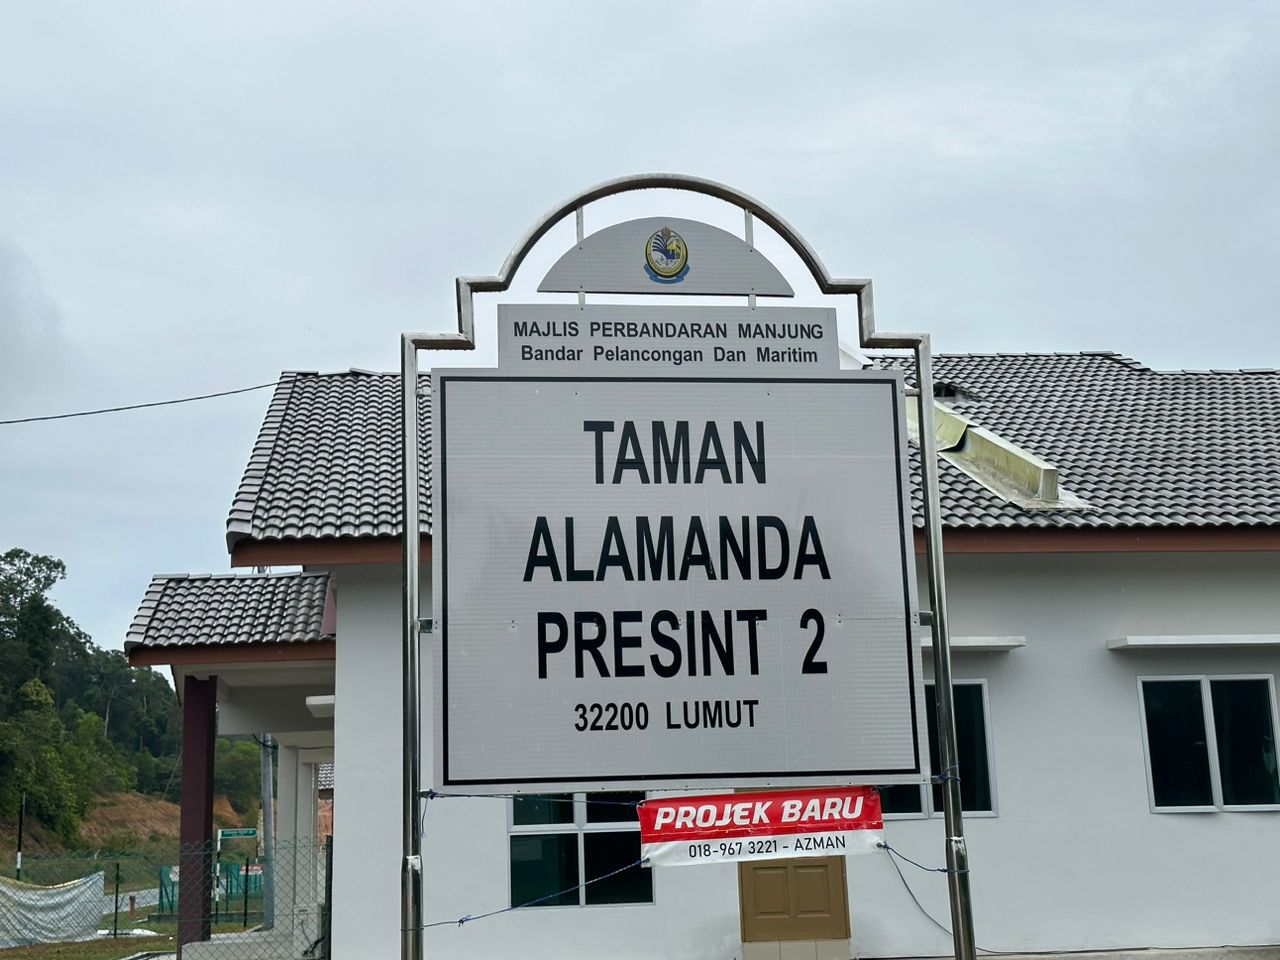 MAJLIS PERBANDARAN MANJUNG
Bandar Pelancongan Dan Maritim
TAMAN
ALAMANDA
PRESINT 2
32200 LUMUT
PROJEK BARU
018-967 3221 - AZMAN